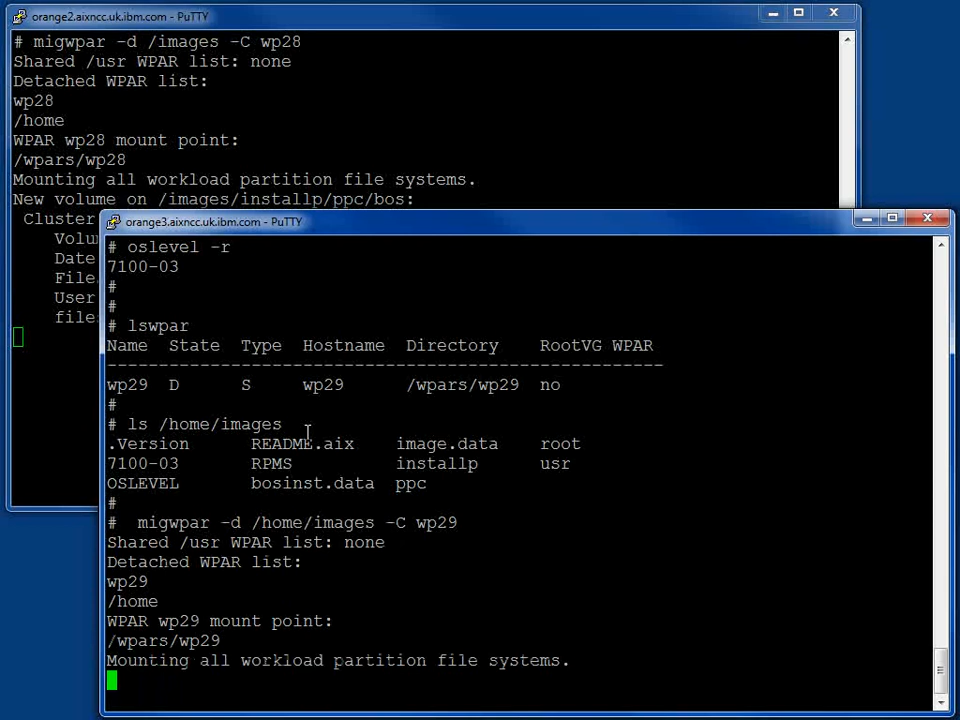 orange2.aixncc.uk.ibm.com - PuTTY
# migwpar -d /images -C wp28
Shared /usr WPAR list: none
Detached WPAR list:
wp28
/home
WPAR wp28 mount point:
/wpars/wp28
Mounting all workload partition file systems.
New volume on /images/installp/ppc/bos:
Cluster
Volu
Date
File
User
file
orange3.aixncc.uk.ibm.com - PuTTY
# oslevel -r
7100-03
#
#
# lswpar
Name State Type Hostname Directory RootVG WPAR
------------------------------------------------------
wp29 D S wp29 /wpars/wp29 no
#
# ls /home/images
.Version README.aix image.data root
7100-03 RPMS installp usr
OSLEVEL bosinst.data ppc
#
# migwpar -d /home/images -C wp29
Shared /usr WPAR list: none
Detached WPAR list:
wp29
/home
WPAR wp29 mount point:
/wpars/wp29
Mounting all workload partition file systems.